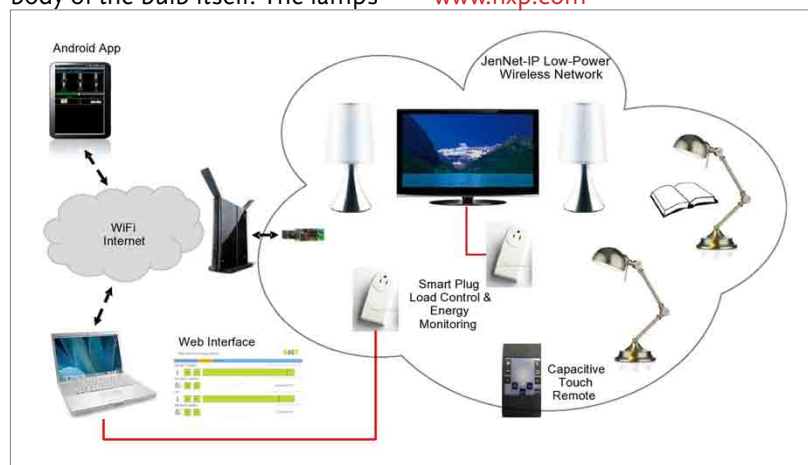 body of the bulb itself. The lamps
www.nxp.com
Android App
JenNet-IP Low-Power
Wireless Network
WiFi
Internet
Smart Plug
Load Control &
Energy
Monitoring
Web Interface
Capacitive
Touch
Remote